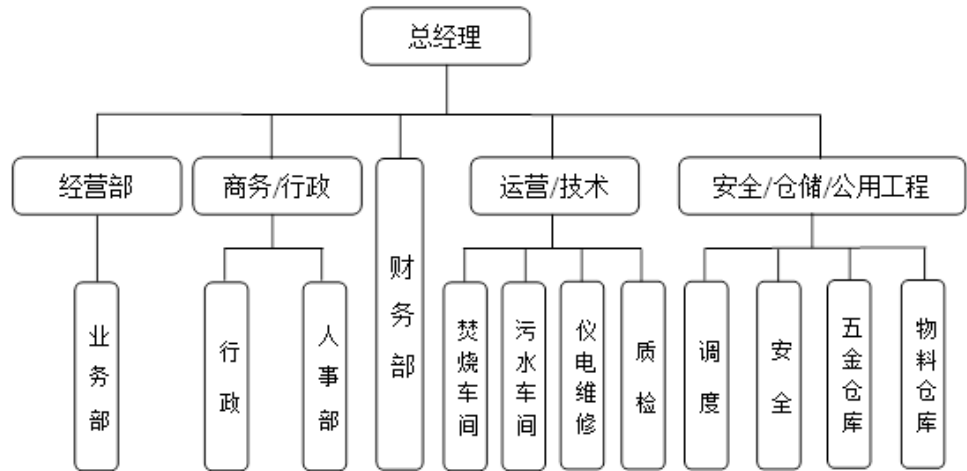 总经理
经营部
商务/行政
财务部
运营/技术
安全/仓储/公用工程
业务部
行政
人事部
焚烧车间
污水车间
仪电维修
质检
调度
安全
五金仓库
物料仓库